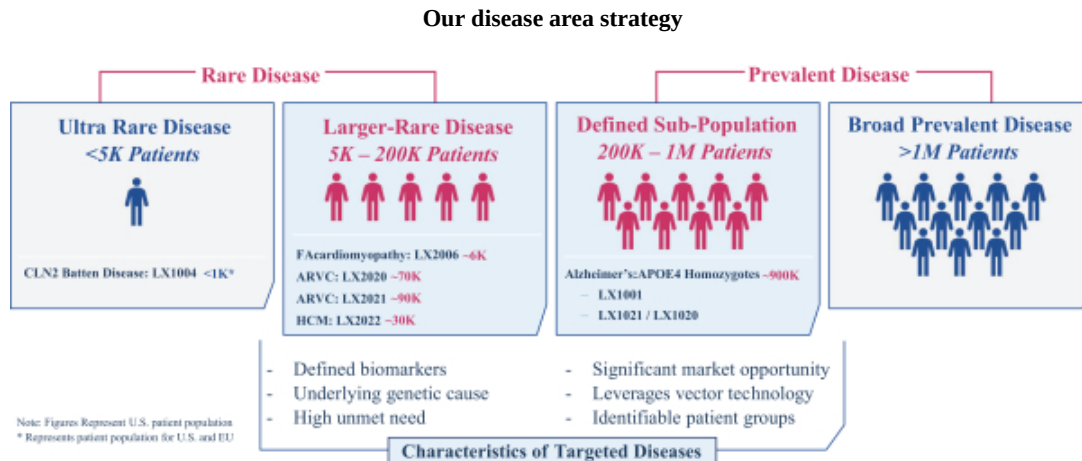 Our disease area strategy
Rare Disease
Prevalent Disease
Ultra Rare Disease
<5K Patients
CLN2 Batten Disease: LX1004 <1K*
Larger-Rare Disease
5K – 200K Patients
FAcardiomyopathy: LX2006 ~6K
ARVC: LX2020 ~70K
ARVC: LX2021 ~90K
HCM: LX2022 ~30K
Defined Sub-Population
200K – 1M Patients
Alzheimer's:APOE4 Homozygotes ~900K
– LX1001
– LX1021 / LX1020
Broad Prevalent Disease
>1M Patients
- Defined biomarkers
- Underlying genetic cause
- High unmet need
- Significant market opportunity
- Leverages vector technology
- Identifiable patient groups
Characteristics of Targeted Diseases
Note: Figures Represent U.S. patient population
* Represents patient population for U.S. and EU